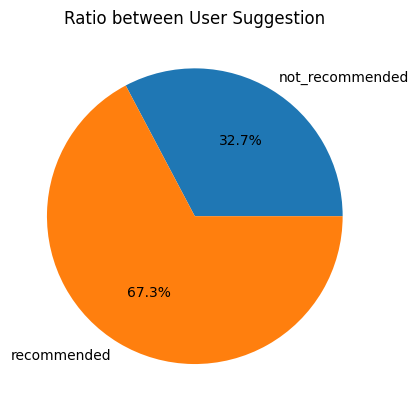 Ratio between User Suggestion
not_recommended
32.7%
67.3%
recommended